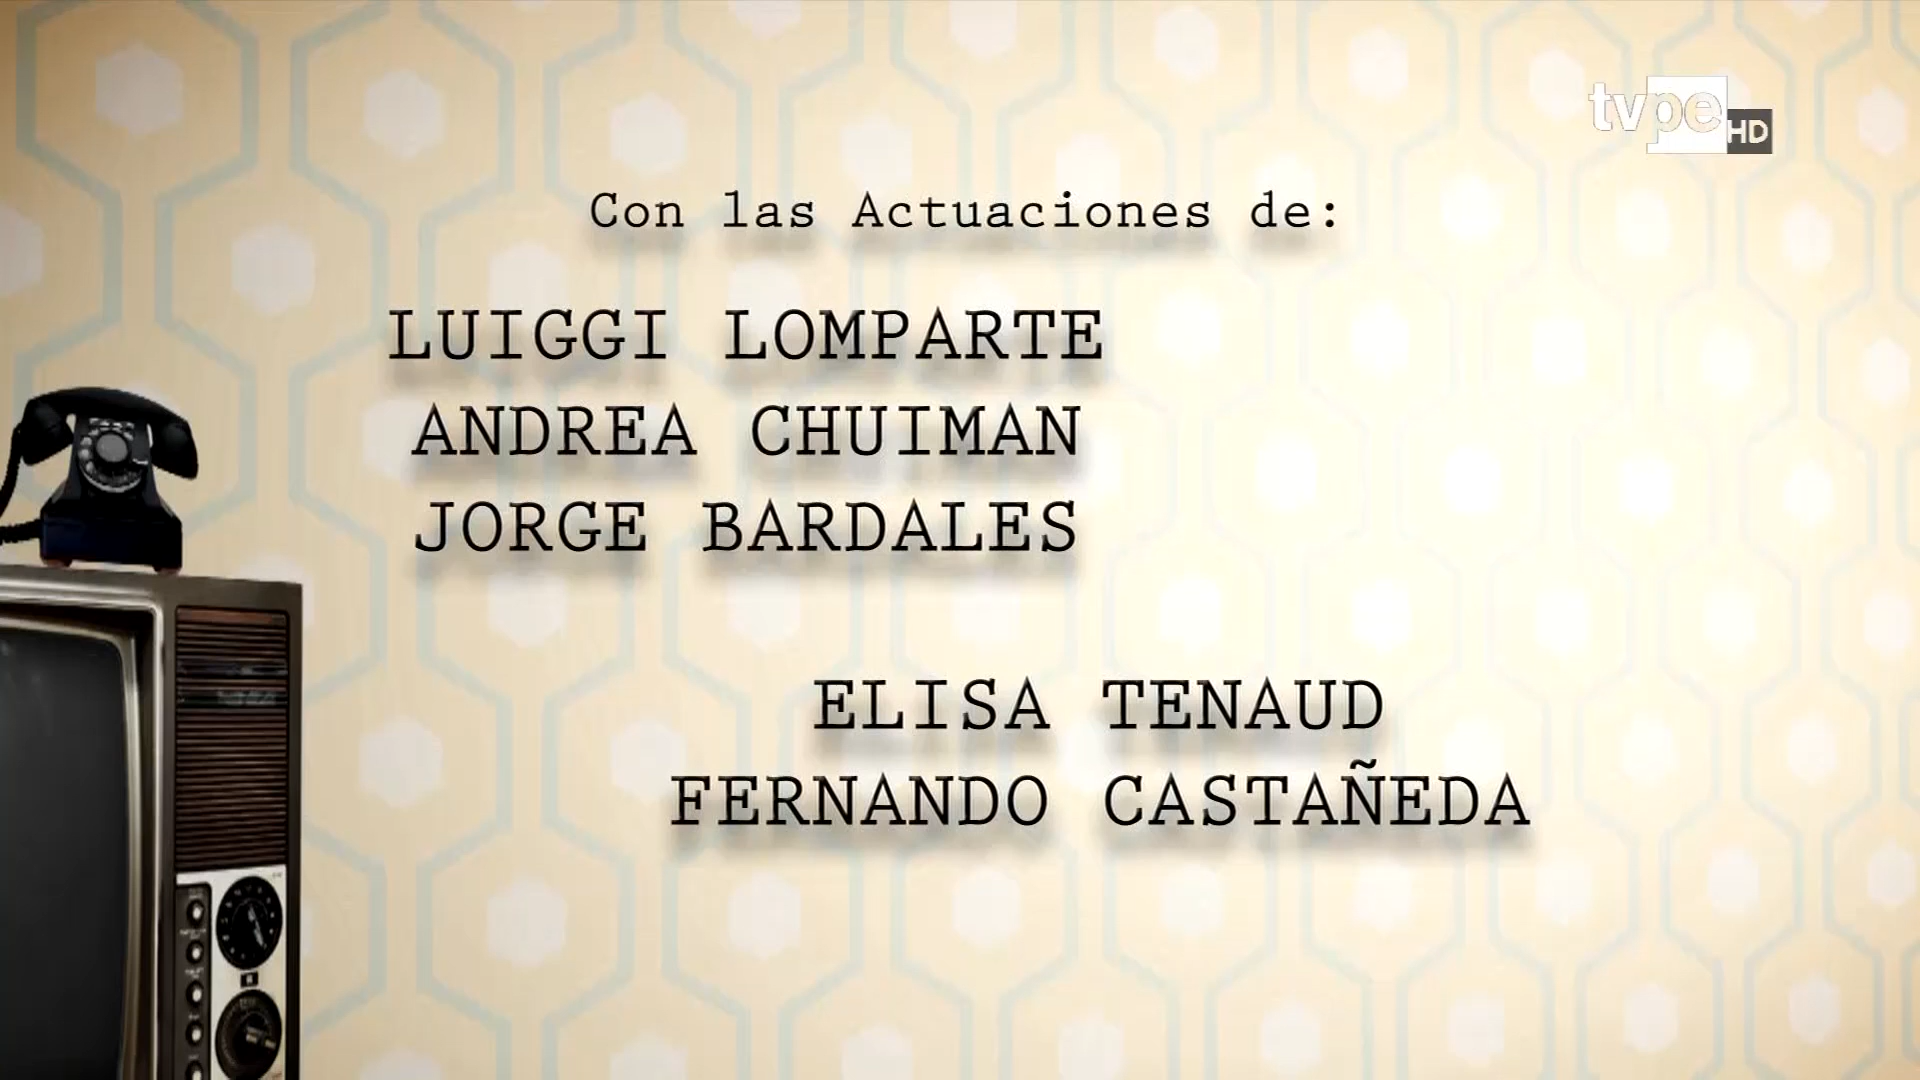 tvpe HD
Con las Actuaciones de:
LUIGGI LOMPARTE
ANDREA CHUIMAN
JORGE BARDALES
ELISA TENAUD
FERNANDO CASTAÑEDA